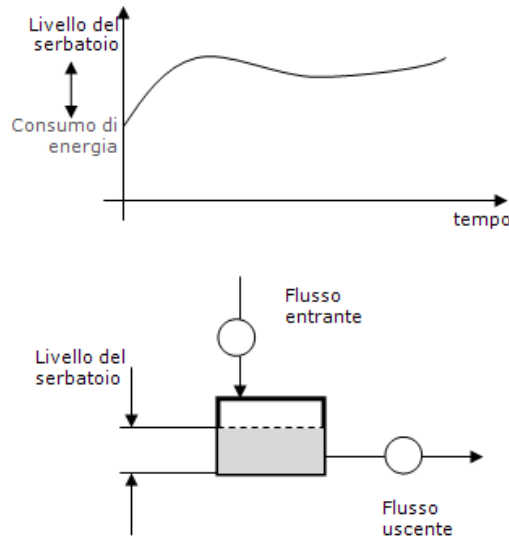 Livello del
serbatoio
Consumo di
energia
tempo
Flusso
entrante
Livello del
serbatoio
Flusso
uscente